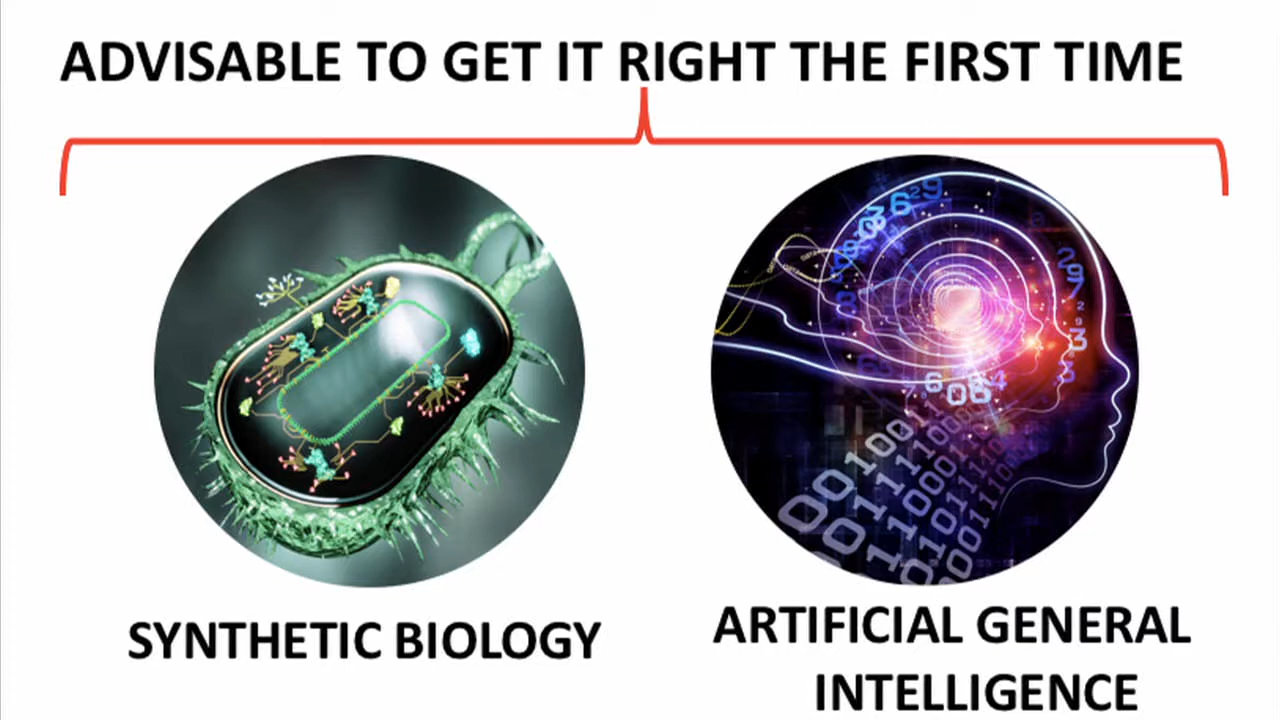 ADVISABLE TO GET IT RIGHT THE FIRST TIME
SYNTHETIC BIOLOGY
ARTIFICIAL GENERAL
INTELLIGENCE